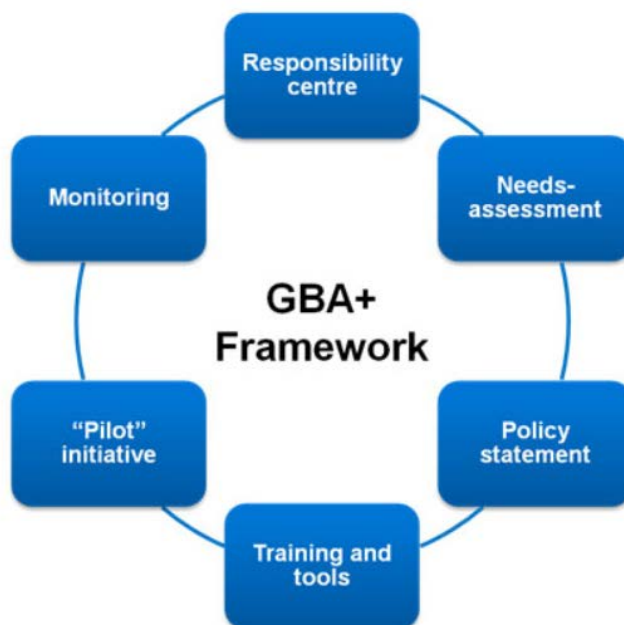 Responsibility
centre
Needs-
assessment
Policy
statement
Training and
tools
“Pilot”
initiative
Monitoring
GBA+
Framework